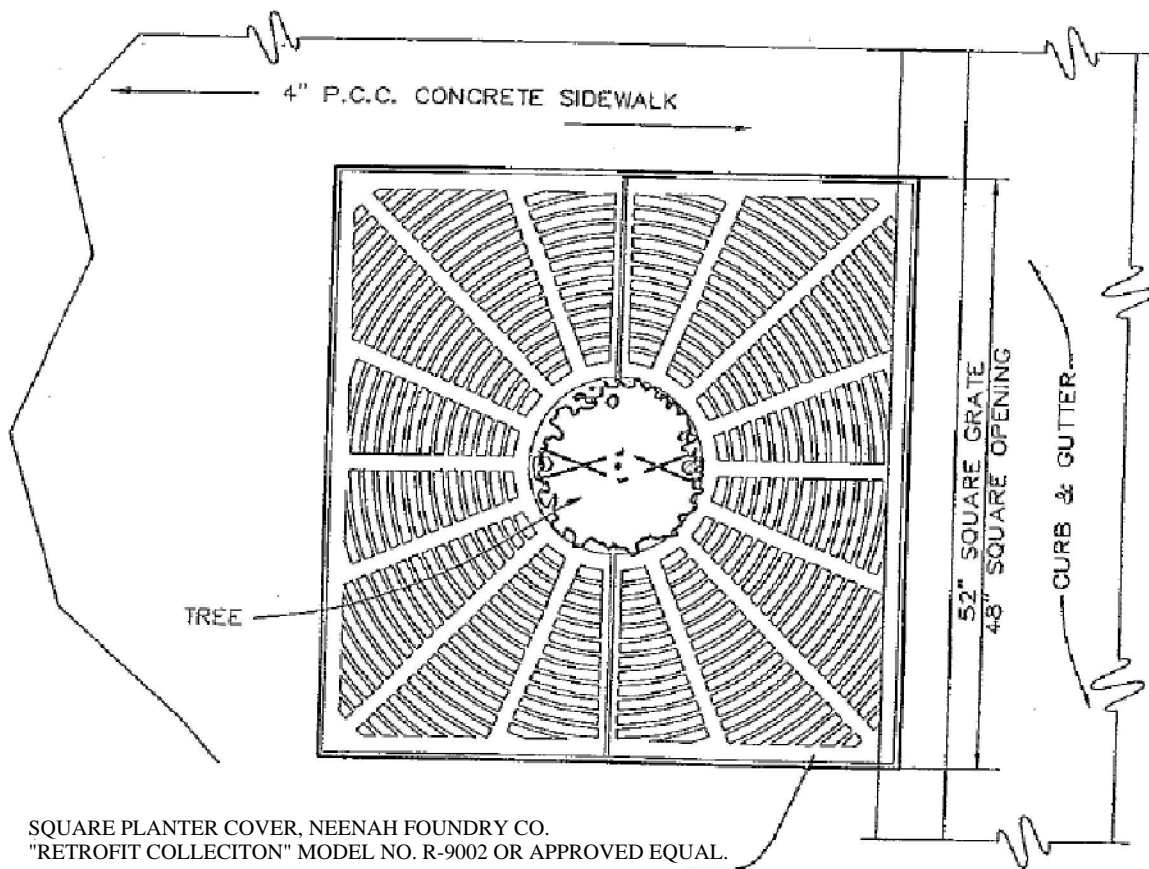 4" P.C.C. CONCRETE SIDEWALK
52" SQUARE GRATE
48" SQUARE OPENING
CURB & GUTTER
TREE
SQUARE PLANTER COVER, NEENAH FOUNDRY CO.
"RETROFIT COLLECITON" MODEL NO. R-9002 OR APPROVED EQUAL.